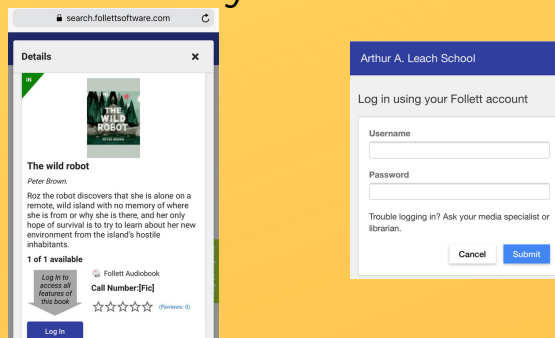 search.follettsoftware.com
Details
IN
THE
WILD
ROBOT
PETER BROWN
The wild robot
Peter Brown.
Roz the robot discovers that she is alone on a
remote, wild island with no memory of where
she is from or why she is there, and her only
hope of survival is to try to learn about her new
environment from the island's hostile
inhabitants.
1 of 1 available
Log In to
access all
features of
this book
Follett Audiobook
Call Number:[Fic]
(Reviews: 0)
Log In
Arthur A. Leach School
Log in using your Follett account
Username
Password
Trouble logging in? Ask your media specialist or
librarian.
Cancel
Submit